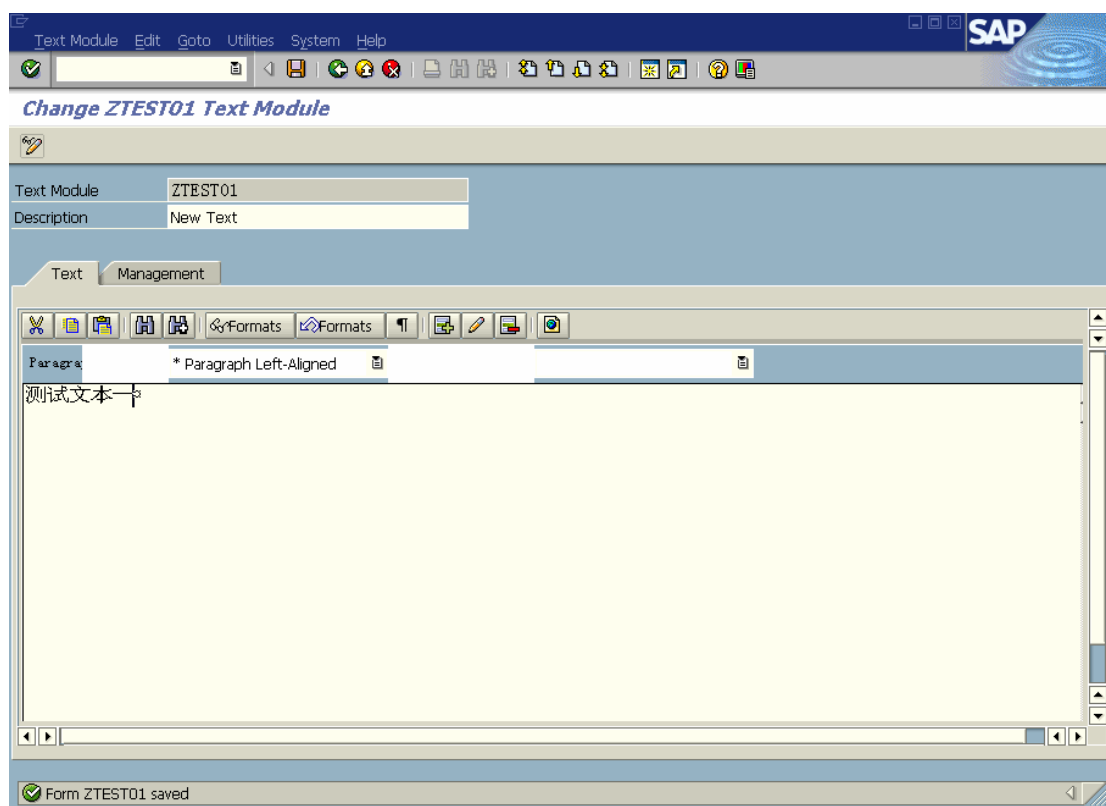 Text Module Edit Goto Utilities System Help
SAP
Change ZTEST01 Text Module
Text Module ZTEST01
Description New Text
Text Management
Formats Formats ¶
* Paragraph Left-Aligned
测试文本一
Form ZTEST01 saved